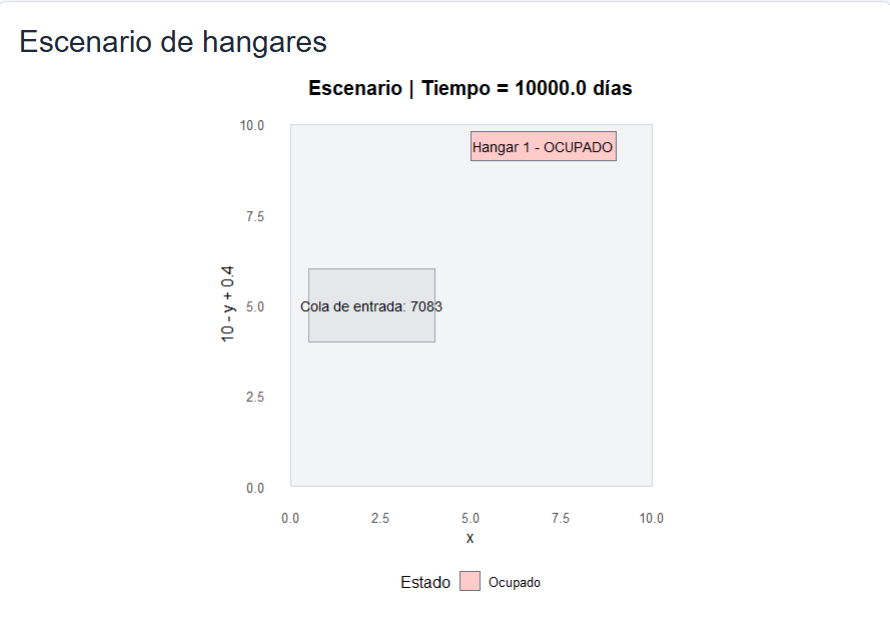 Escenario de hangares
Escenario | Tiempo = 10000.0 días
10.0
Hangar 1 - OCUPADO
7.5
10 - y + 0.4
5.0
Cola de entrada: 7083
2.5
0.0
0.0 2.5 5.0 7.5 10.0
x
Estado Ocupado